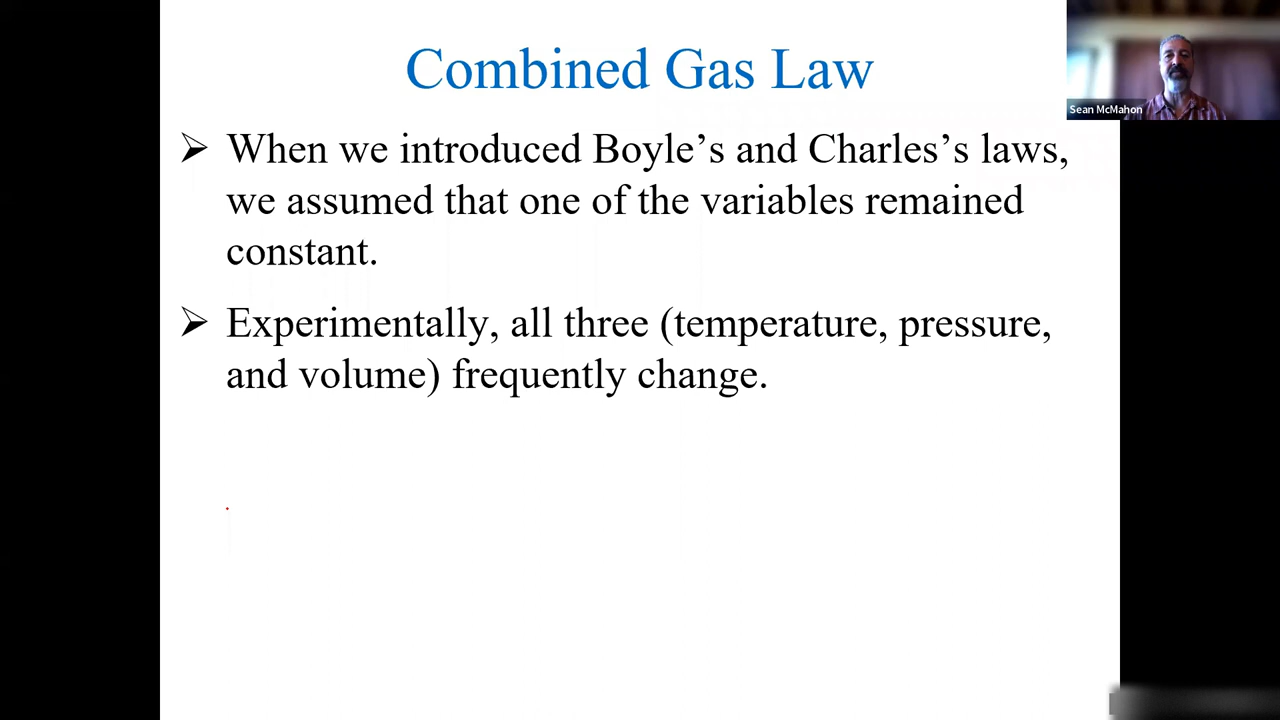 Combined Gas Law
Sean McMahon
➢ When we introduced Boyle’s and Charles’s laws,
we assumed that one of the variables remained
constant.
➢ Experimentally, all three (temperature, pressure,
and volume) frequently change.